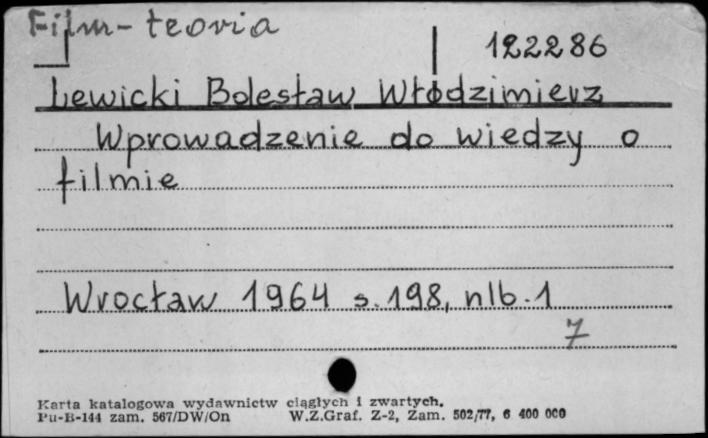 Film - teoria
122286
Lewicki Bolesław Włodzimierz
Wprowadzenie do wiedzy o
filmie
Wrocław 1964 s. 198, nlb. 1
7
Karta katalogowa wydawnictw ciągłych i zwartych.
Pu-B-144 zam. 567/DW/On W.Z.Graf. Z-2, Zam. 502/77, 6 400 000